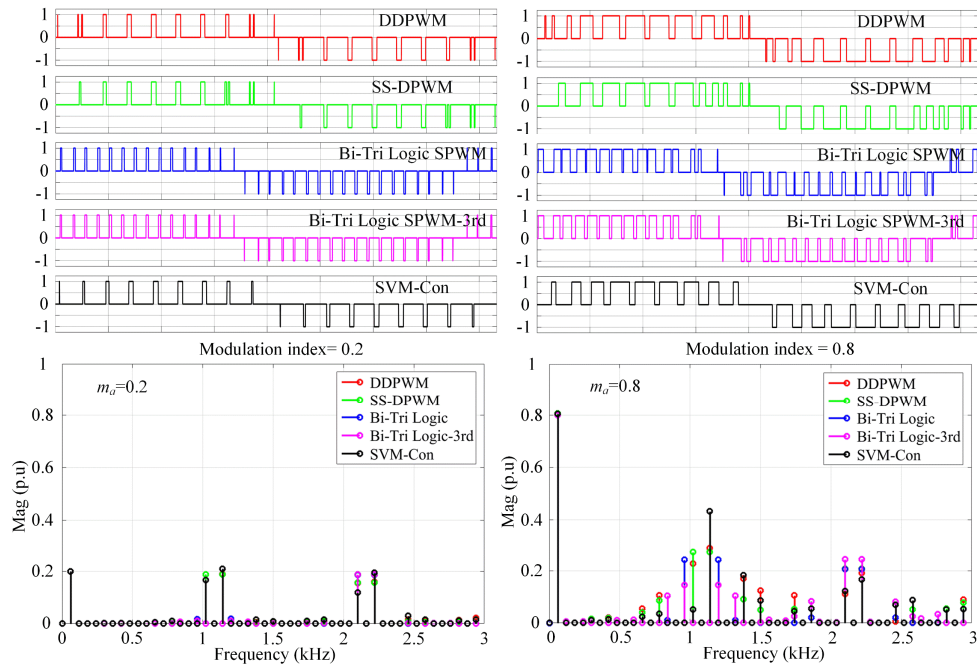 DDPWM
1
0
-1
SS-DPWM
1
0
-1
Bi-Tri Logic SPWM
1
0
-1
Bi-Tri Logic SPWM-3rd
1
0
-1
SVM-Con
1
0
-1
Modulation index= 0.2
DDPWM
1
0
-1
SS-DPWM
1
0
-1
Bi-Tri Logic SPWM
1
0
-1
Bi-Tri Logic SPWM-3rd
1
0
-1
SVM-Con
1
0
-1
Modulation index = 0.8
ma=0.2
DDPWM
SS-DPWM
Bi-Tri Logic
Bi-Tri Logic-3rd
SVM-Con
1
0.8
0.6
0.4
0.2
0
Mag (p.u)
0 0.5 1 1.5 2 2.5 3
Frequency (kHz)
ma=0.8
DDPWM
SS-DPWM
Bi-Tri Logic
Bi-Tri Logic-3rd
SVM-Con
1
0.8
0.6
0.4
0.2
0
Mag (p.u)
0 0.5 1 1.5 2 2.5 3
Frequency (kHz)